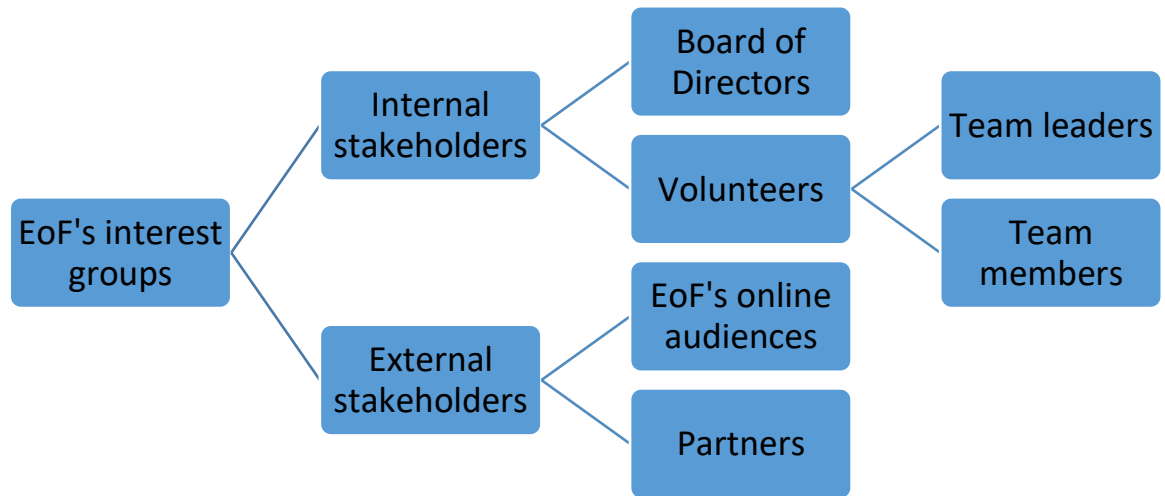 EoF's interest
groups
Internal
stakeholders
Board of
Directors
Volunteers
Team leaders
Team
members
External
stakeholders
EoF's online
audiences
Partners